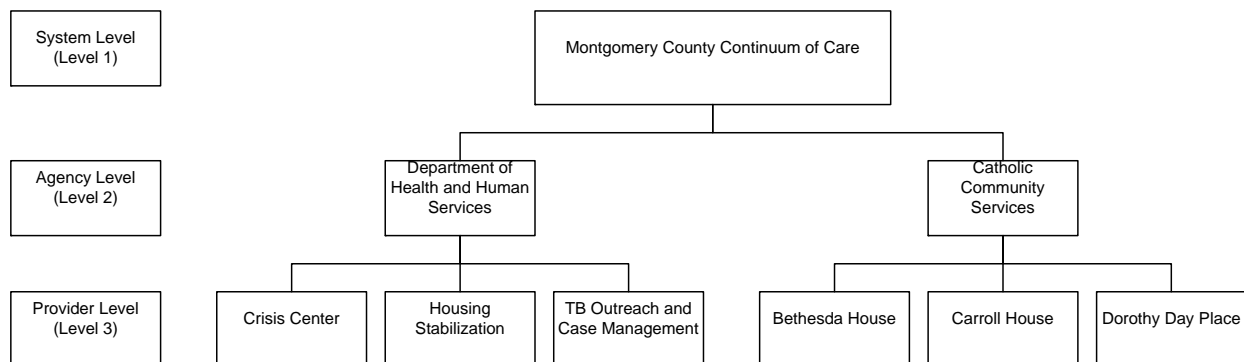 System Level
(Level 1)
Montgomery County Continuum of Care
Agency Level
(Level 2)
Department of
Health and Human
Services
Catholic
Community
Services
Provider Level
(Level 3)
Crisis Center
Housing
Stabilization
TB Outreach and
Case Management
Bethesda House
Carroll House
Dorothy Day Place